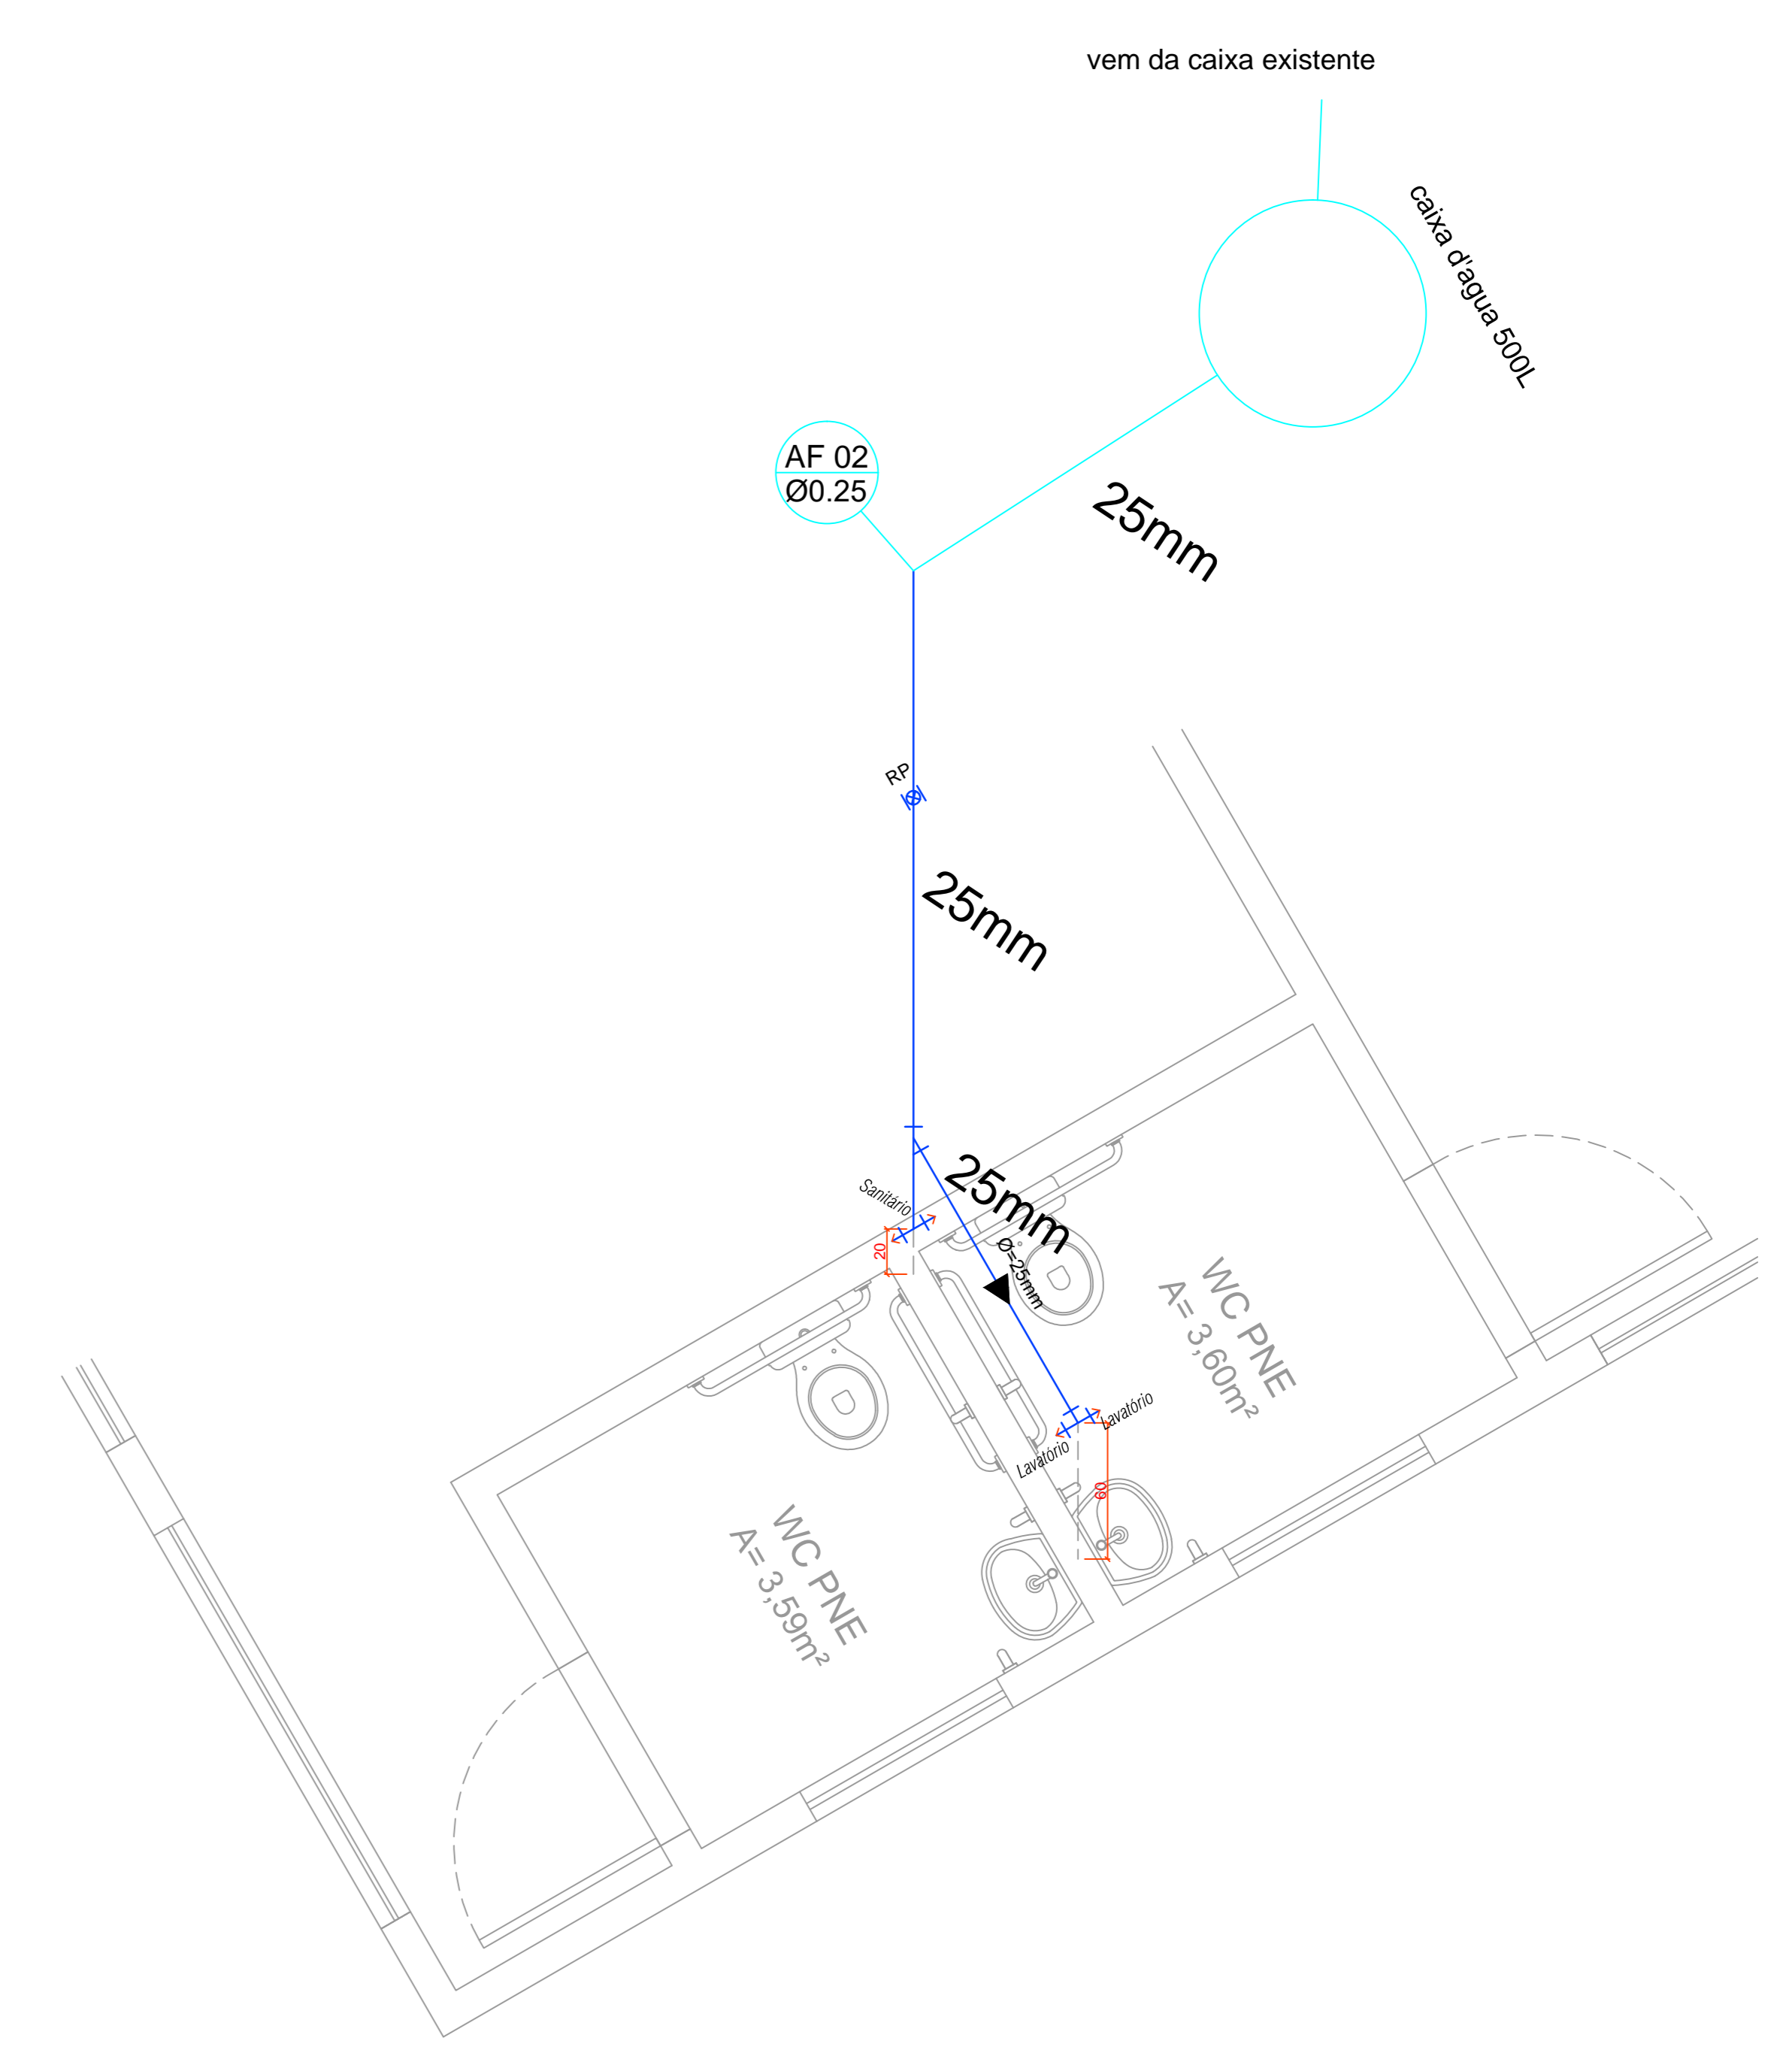 vem da caixa existente
caixa d'agua 500L
AF 02
Ø0.25
25mm
RP
25mm
25mm
Sanitário
20
Ø=25mm
WC PNE
A= 3,60m²
Lavatório
Lavatório
60
WC PNE
A= 3,59m²